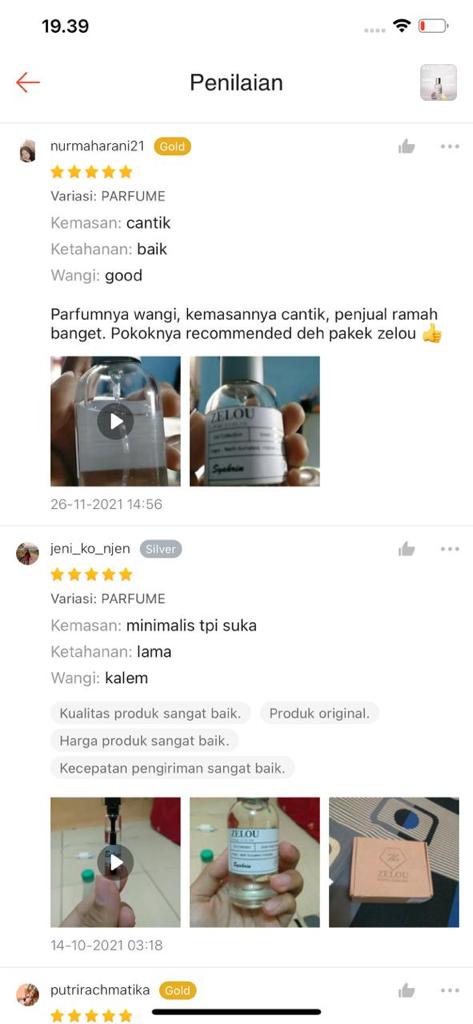 19.39
Penilaian
nurmaharani21 Gold
Variasi: PARFUME
Kemasan: cantik
Ketahanan: baik
Wangi: good
Parfumnya wangi, kemasannya cantik, penjual ramah
banget. Pokoknya recommended deh pakek zelou 👍
ZELOU
Syahrin
26-11-2021 14:56
jeni_ko_njen Silver
Variasi: PARFUME
Kemasan: minimalis tpi suka
Ketahanan: lama
Wangi: kalem
Kualitas produk sangat baik. Produk original.
Harga produk sangat baik.
Kecepatan pengiriman sangat baik.
ZELOU
Syahrin
ZELOU
14-10-2021 03:18
putrirachmatika Gold